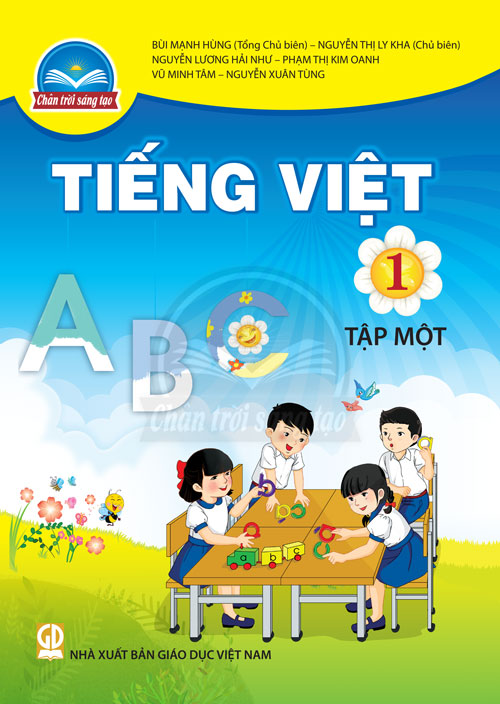 BÙI MẠNH HÙNG (Tổng Chủ biên) – NGUYỄN THỊ LY KHA (Chủ biên)
NGUYỄN LƯƠNG HẢI NHƯ – PHẠM THỊ KIM OANH
VŨ MINH TÂM – NGUYỄN XUÂN TÙNG
Chân trời sáng tạo
TIẾNG VIỆT
1
TẬP MỘT
A B C
Chân trời sáng tạo
a b c
GD
NHÀ XUẤT BẢN GIÁO DỤC VIỆT NAM